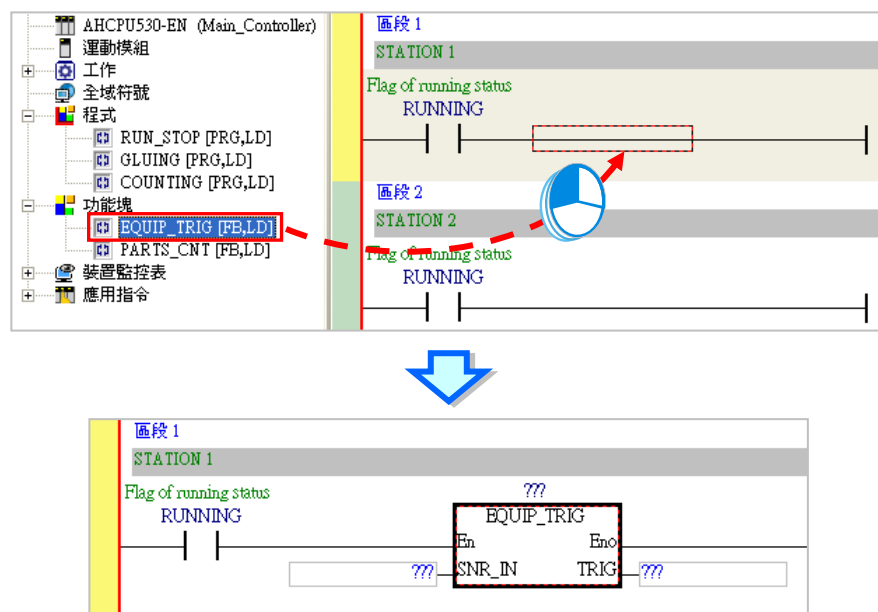 AHCPU530-EN (Main_Controller)
運動模組
工作
全域符號
程式
RUN_STOP [PRG,LD]
GLUING [PRG,LD]
COUNTING [PRG,LD]
功能塊
EQUIP_TRIG [FB,LD]
PARTS_CNT [FB,LD]
裝置監控表
應用指令
區段 1
STATION 1
Flag of running status
RUNNING
區段 2
STATION 2
Flag of running status
RUNNING
區段 1
STATION 1
Flag of running status
RUNNING
???
EQUIP_TRIG
En Eno
??? SNR_IN TRIG ???